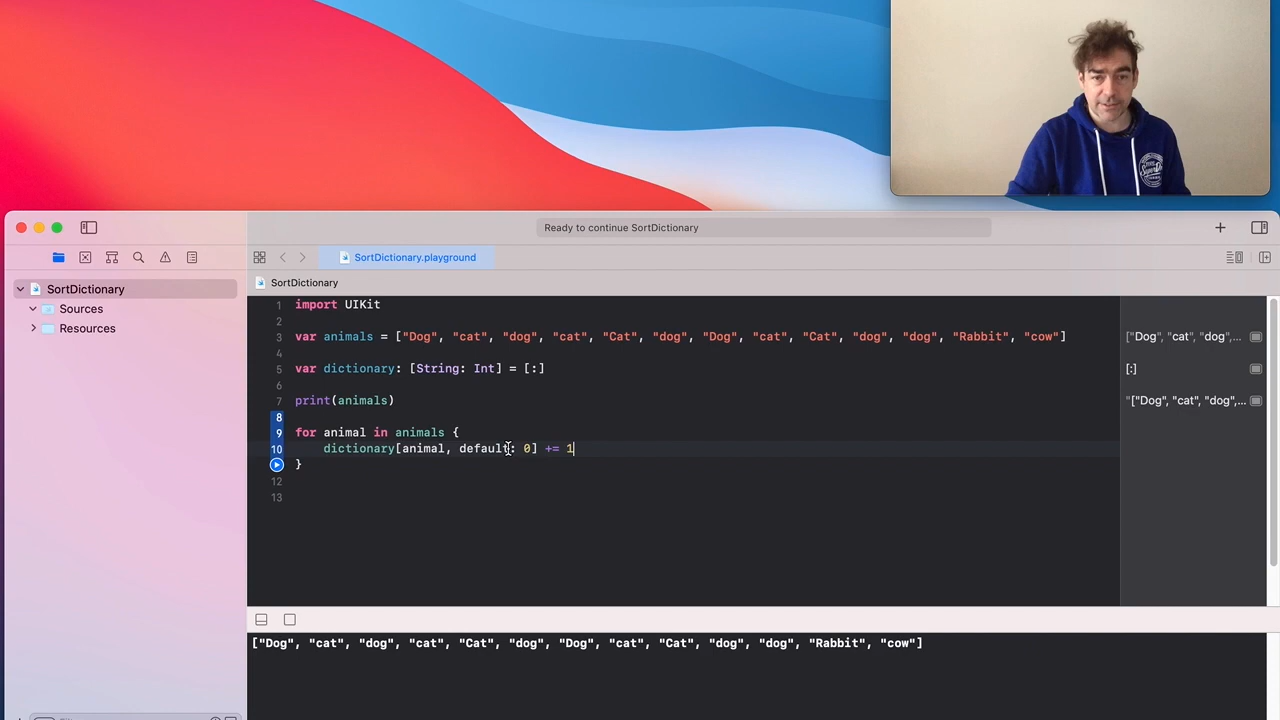 Ready to continue SortDictionary
SortDictionary.playground
SortDictionary
SortDictionary
Sources
Resources
1 import UIKit
2
3 var animals = ["Dog", "cat", "dog", "cat", "Cat", "dog", "Dog", "cat", "Cat", "dog", "dog", "Rabbit", "cow"]
["Dog", "cat", "dog",...
4
5 var dictionary: [String: Int] = [:]
[:]
6
7 print(animals)
"["Dog", "cat", "dog",...
8
9 for animal in animals {
10 dictionary[animal, default: 0] += 1
}
12
13
["Dog", "cat", "dog", "cat", "Cat", "dog", "Dog", "cat", "Cat", "dog", "dog", "Rabbit", "cow"]